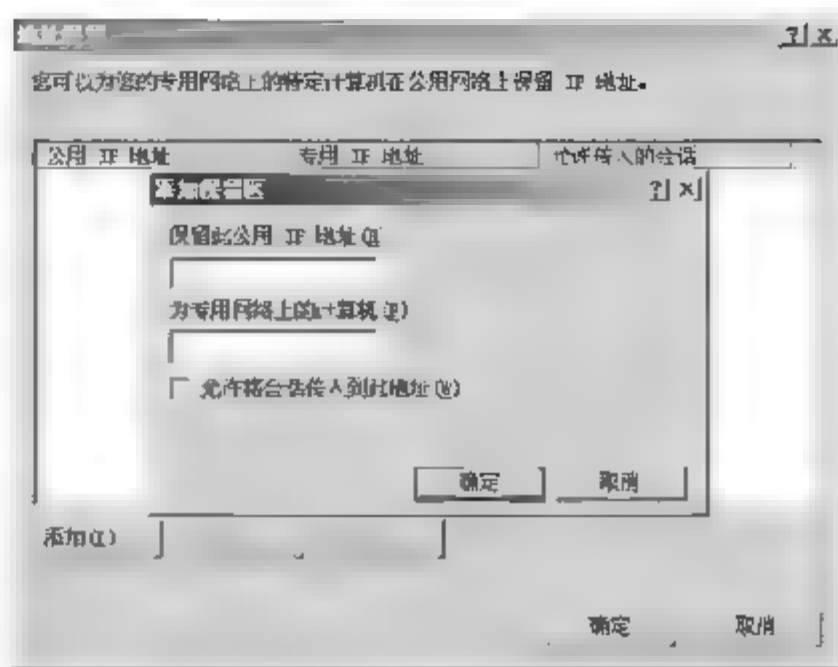 地址保留
您可以为您的专用网络上的特定计算机在公用网络上保留 IP 地址。
公用 IP 地址 专用 IP 地址 允许传入的会话
添加保留区
保留此公用 IP 地址(R)
为专用网络上的计算机(P)
允许将会话传入到此地址(W)
确定 取消
添加
确定 取消